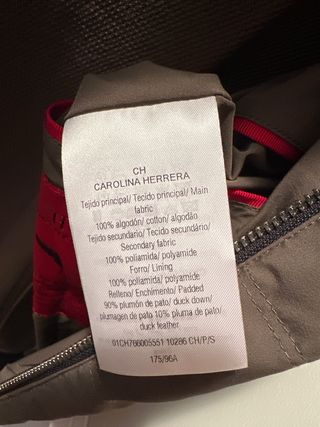 CH
CAROLINA HERRERA
Tejido principal/ Tecido principal/ Main
fabric
100% algodón/ cotton/ algodão
Tejido secundario/ Tecido secundário/
Secondary fabric
100% poliamida/ polyamide
Forro/ Lining
100% poliamida/ polyamide
Relleno/ Enchimento/ Padded
90% plumón de pato/ duck down/
plumagem de pato 10% pluma de pato/
duck feather
01CH766005551 10286 CH/P/S
175/96A